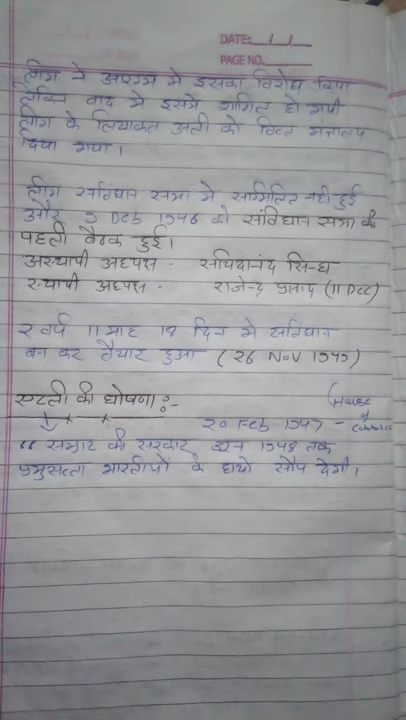 DATE: / /
PAGE NO.
लीग ने आरम्भ मे इसका विरोध किया
लेकिन बाद मे इसमे शामिल हो गयी
लीग के लियाकत अली को वित्त मंत्रालय
दिया गया।
लीग संविधान सभा मे सम्मिलित नही हुई
और 9 Dec 1946 को संविधान सभा की
पहली बैठक हुई।
अस्थायी अध्यक्ष - सचिदानंद सिन्हा
स्थायी अध्यक्ष - राजेन्द्र प्रसाद (11 Dec)
2 वर्ष 11 माह 18 दिन मे संविधान
बन कर तैयार हुआ (26 Nov 1949)
एटली की घोषणा :-
(House of
20 Feb 1947 -
"सम्राट की सरकार जून 1948 तक
प्रभुसत्ता भारतीयों के हाथो सौप देगी।